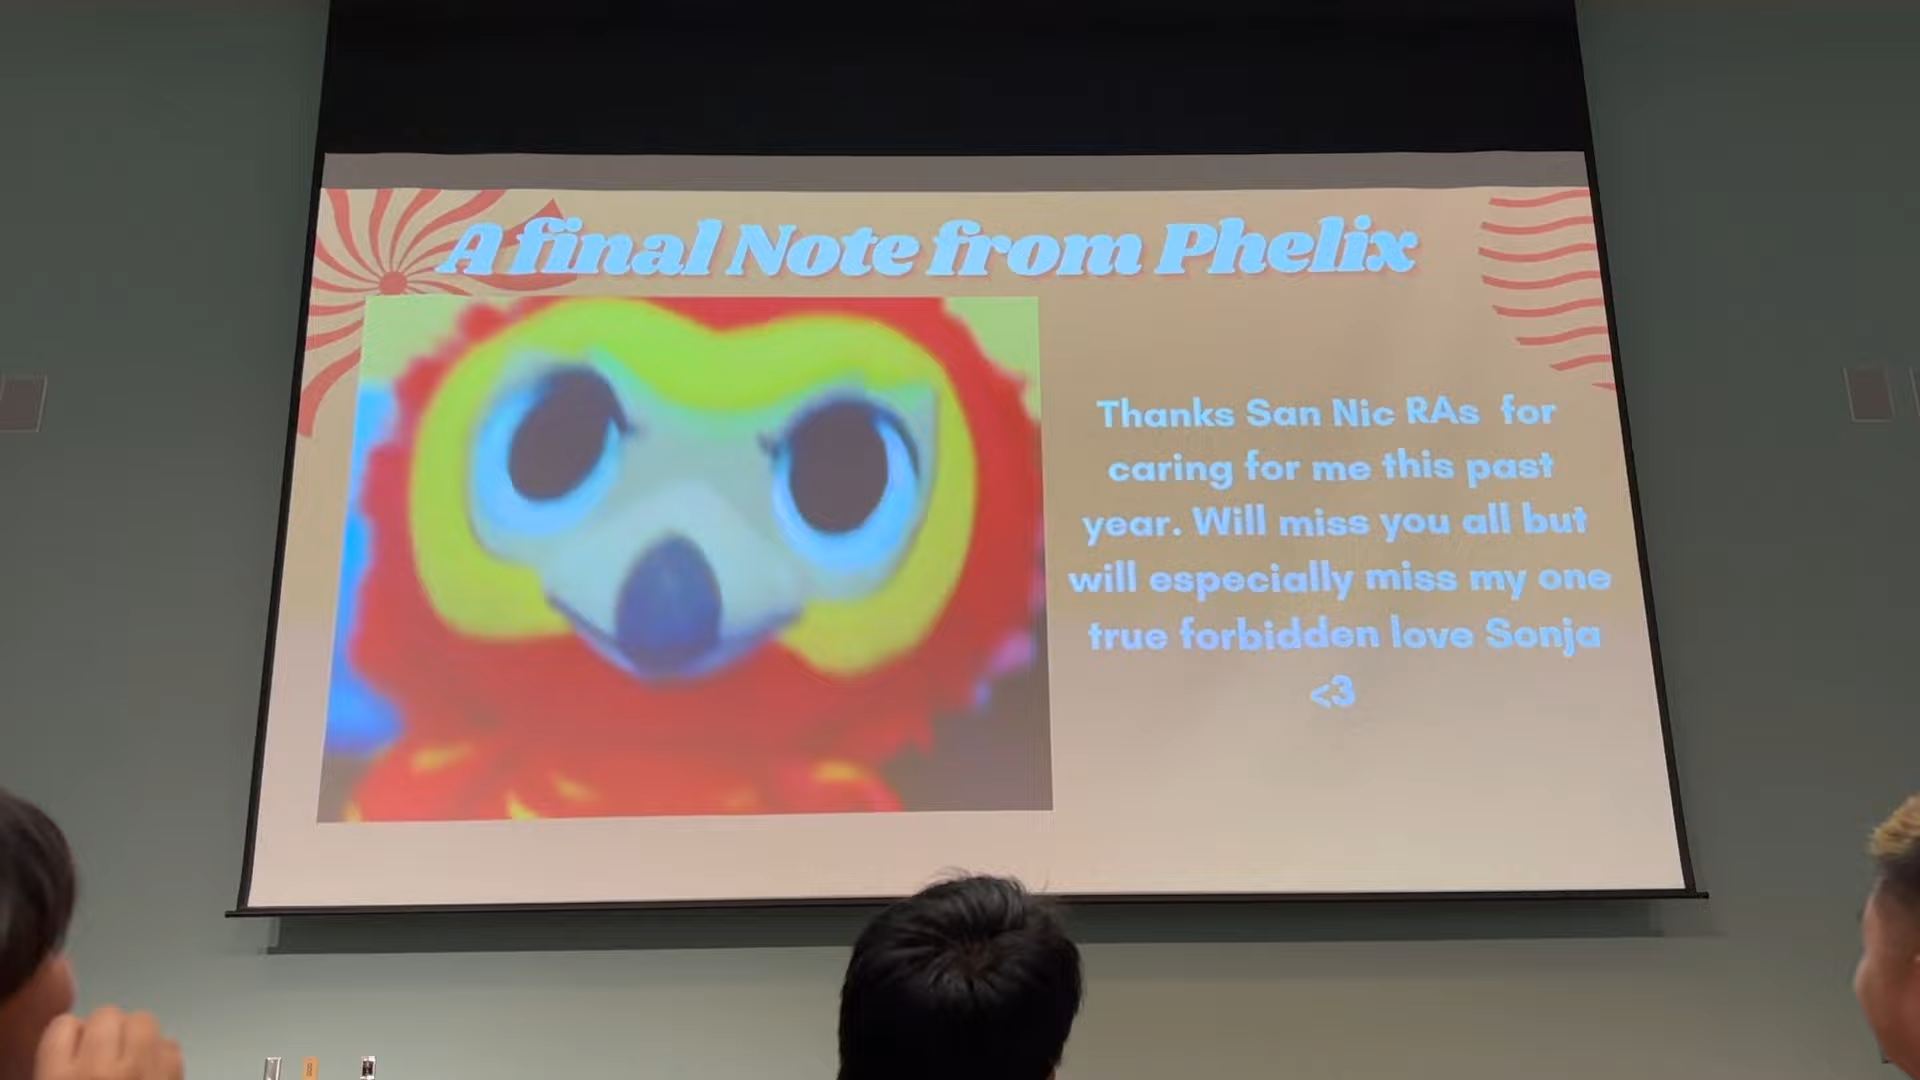 A final Note from Phelix
Thanks San Nic RAs for
caring for me this past
year. Will miss you all but
will especially miss my one
true forbidden love Sonja
<3